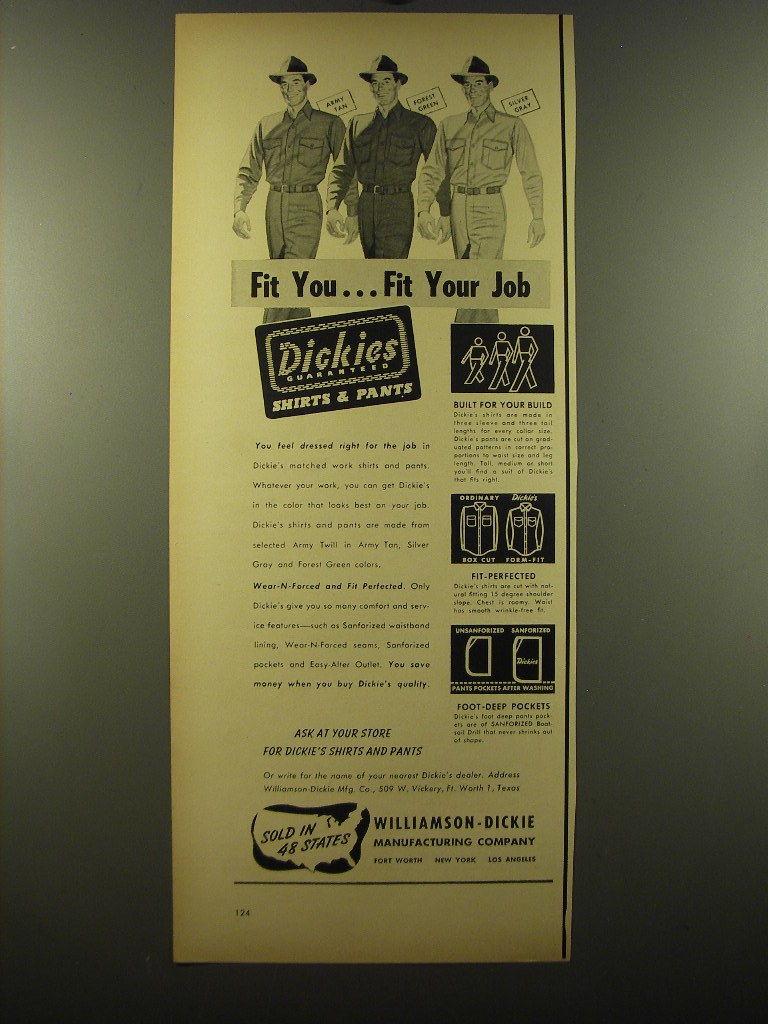 ARMY
TAN
FOREST
GREEN
SILVER
GRAY
Fit You... Fit Your Job
Dickies
GUARANTEED
SHIRTS & PANTS
You feel dressed right for the job in
Dickie's matched work shirts and pants.
Whatever your work, you can get Dickie's
in the color that looks best on your job.
Dickie's shirts and pants are made from
selected Army Twill in Army Tan, Silver
Gray and Forest Green colors.
Wear-N-Forced and Fit Perfected. Only
Dickie's give you so many comfort and serv-
ice features—such as Sanforized waistband
lining, Wear-N-Forced seams, Sanforized
pockets and Easy-Alter Outlet. You save
money when you buy Dickie's quality.
BUILT FOR YOUR BUILD
Dickie's shirts are made in
three sleeve and three tail
lengths for every collar size.
Dickie's pants are cut on grad-
uated patterns in correct pro-
portions to waist size and leg
length. Tall, medium or short
you'll find a suit of Dickie's
that fits right.
ORDINARY Dickie's
BOX CUT FORM-FIT
FIT-PERFECTED
Dickie's shirts are cut with nat-
ural fitting 15 degree shoulder
slope. Chest is roomy. Waist
has smooth wrinkle-free fit.
UNSANFORIZED SANFORIZED
Dickies
PANTS POCKETS AFTER WASHING
FOOT-DEEP POCKETS
Dickie's foot deep pants pock-
ets are of SANFORIZED Boat-
sail Drill that never shrinks out
of shape.
ASK AT YOUR STORE
FOR DICKIE'S SHIRTS AND PANTS
Or write for the name of your nearest Dickie's dealer. Address
Williamson-Dickie Mfg. Co., 509 W. Vickery, Ft. Worth 1, Texas
SOLD IN
48 STATES
WILLIAMSON-DICKIE
MANUFACTURING COMPANY
FORT WORTH NEW YORK LOS ANGELES
124